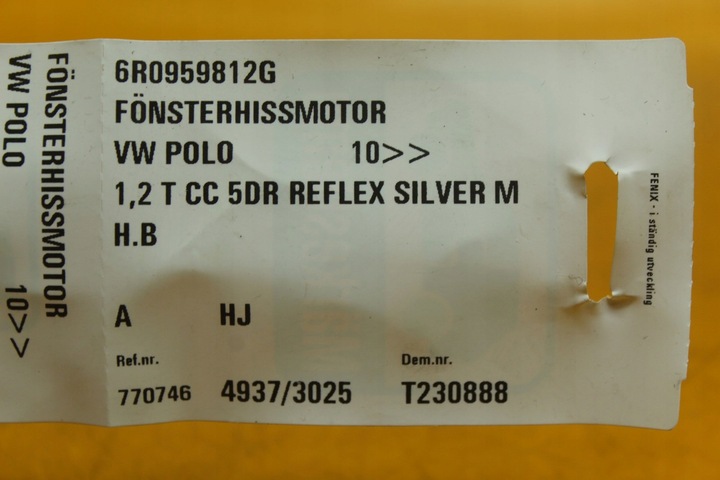 6R0959812G
FÖNSTERHISSMOTOR
VW POLO 10>>
1,2 T CC 5DR REFLEX SILVER M
H.B
A HJ
Ref.nr. Dem.nr.
770746 4937/3025 T230888
FÖNSTERHISSMOTOR
VW POLO 10>>
FENIX - i ständig utveckling